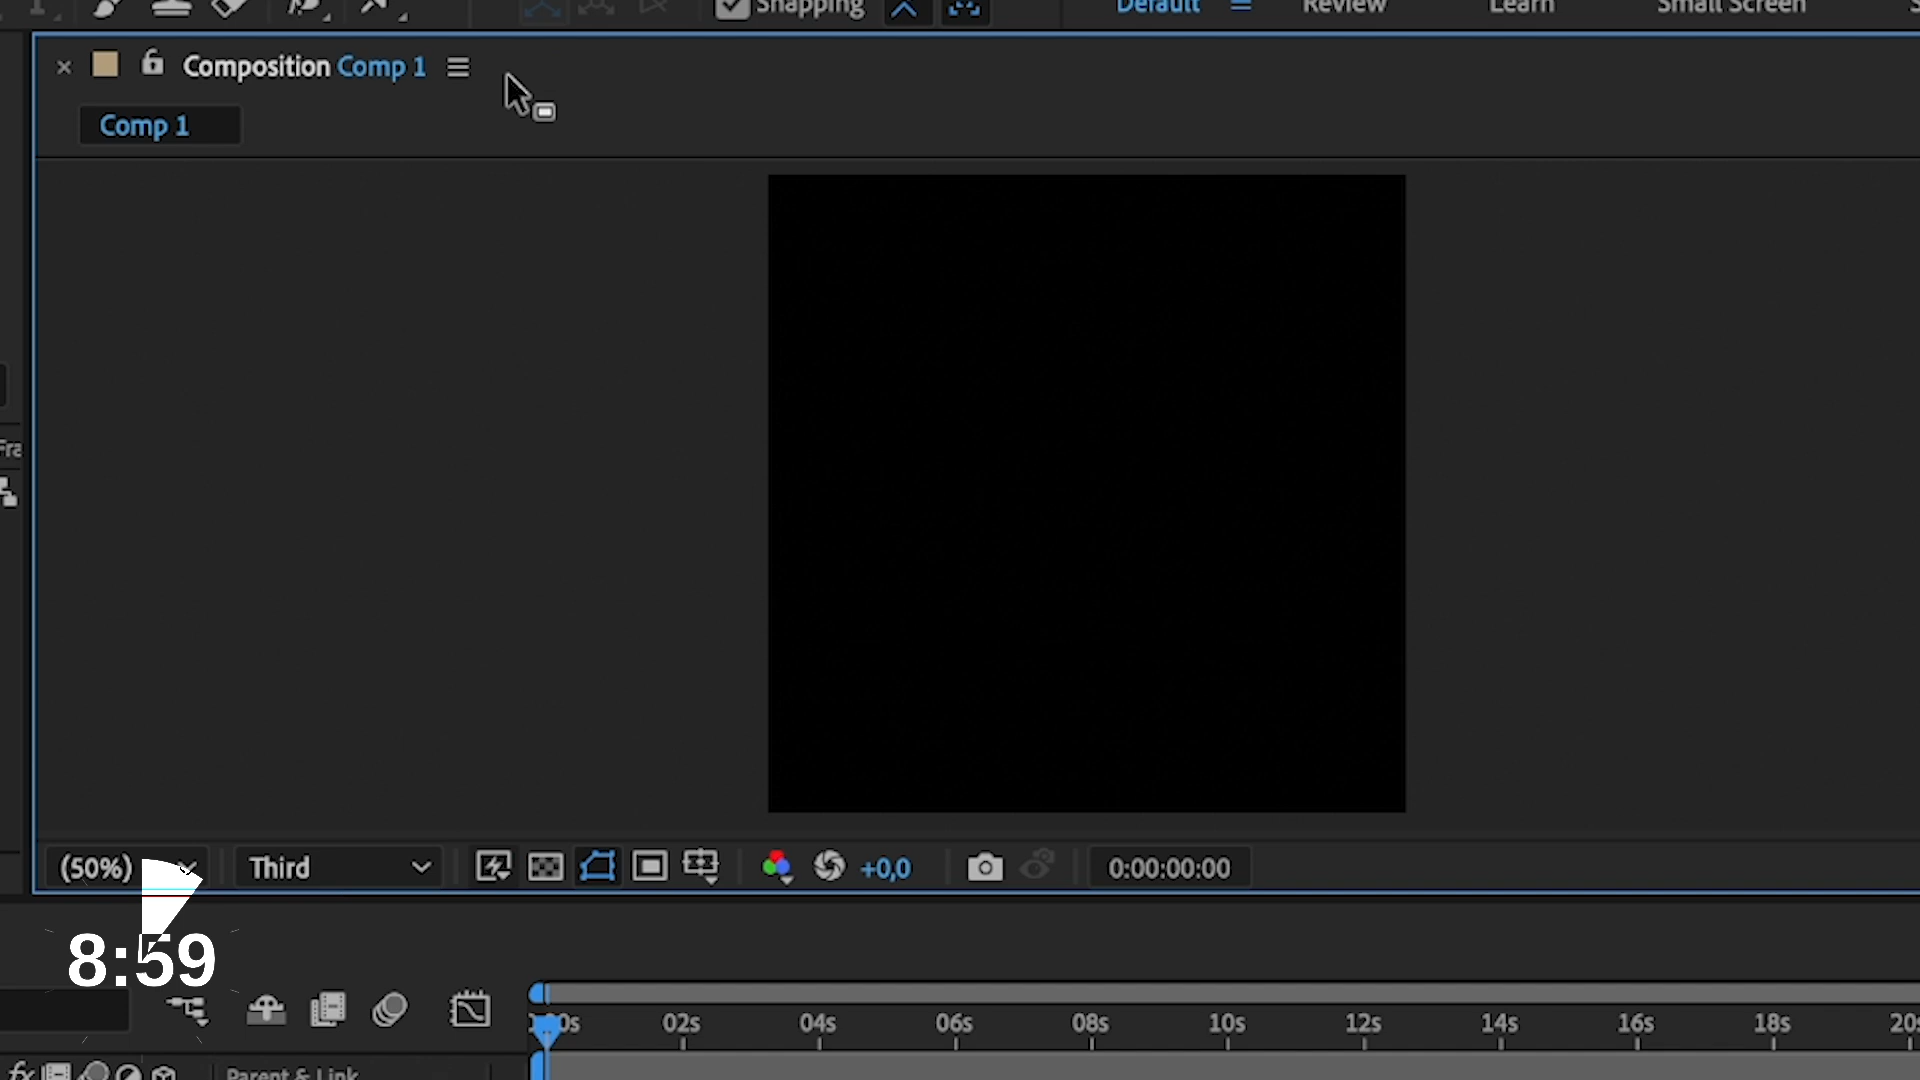 Snapping
Default
Review
Learn
Small Screen
Composition Comp 1
Comp 1
Fra
(50%)
Third
+0,0
0:00:00:00
8:59
02s
04s
06s
08s
10s
12s
14s
16s
18s
fx
Parent & Link